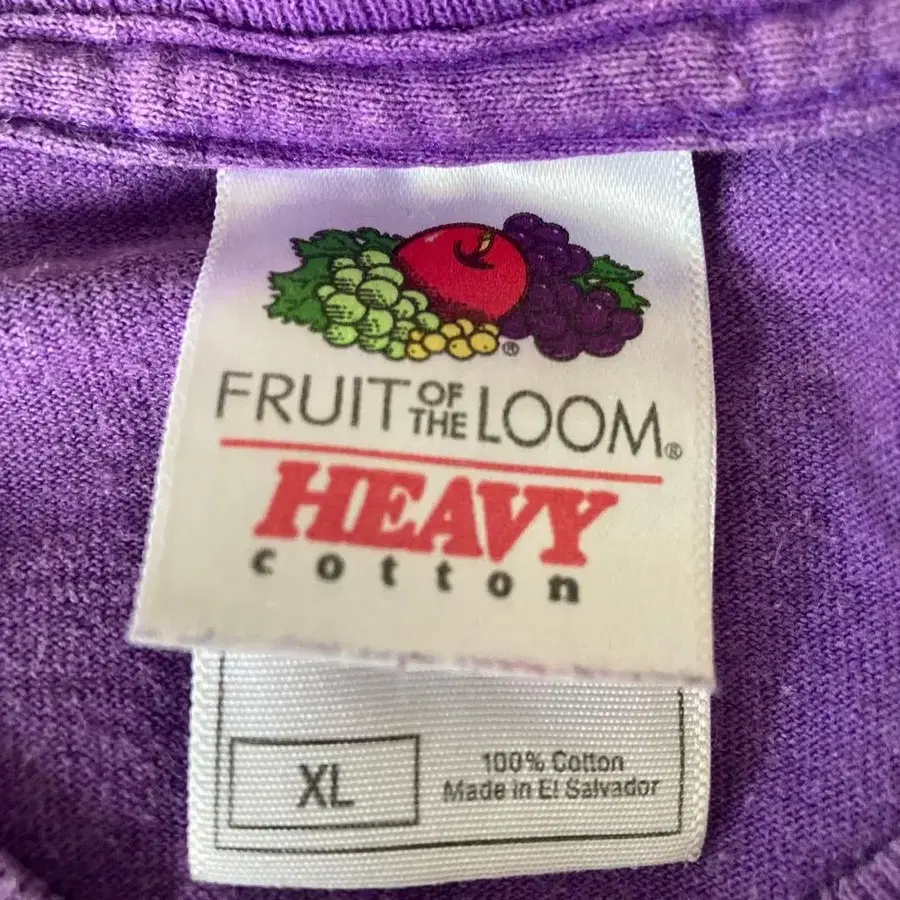 ®
FRUIT OF THE LOOM®
HEAVY
cotton
XL
100% Cotton
Made in El Salvador